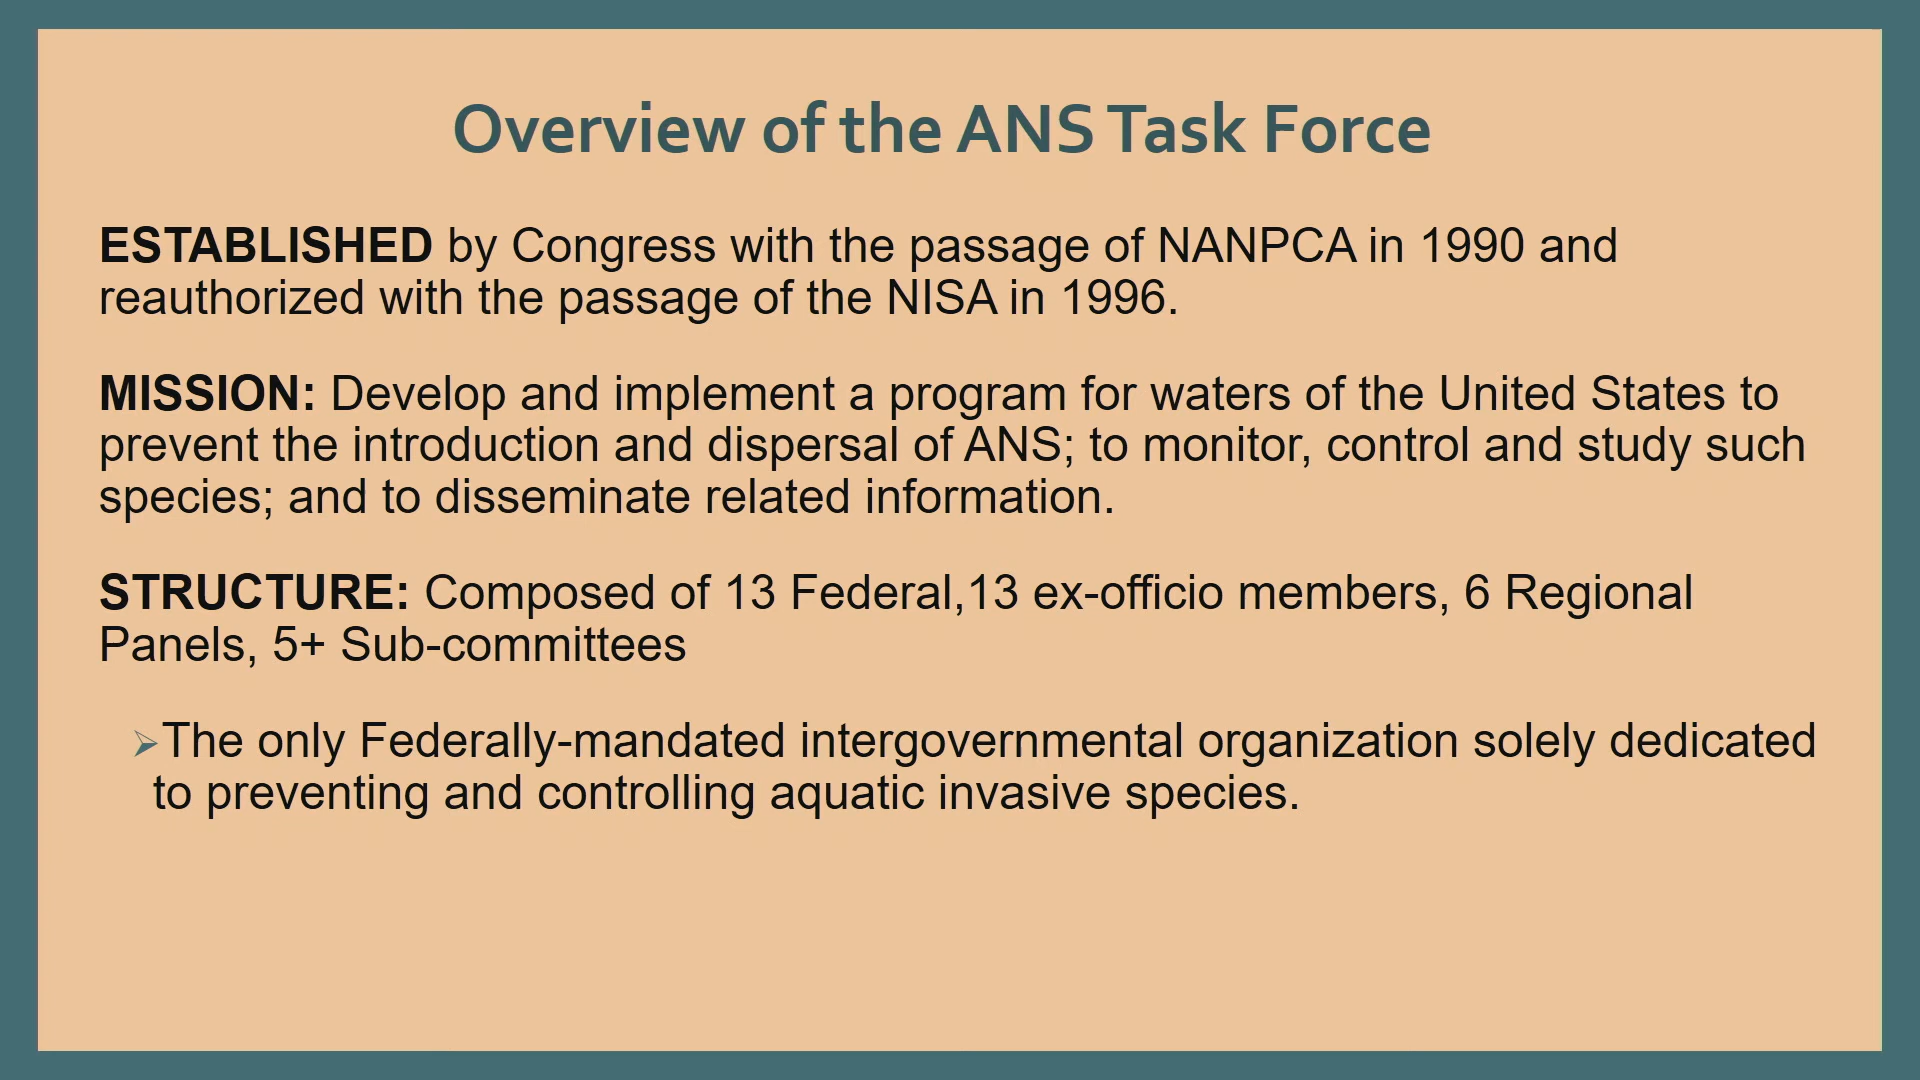 Overview of the ANS Task Force
ESTABLISHED by Congress with the passage of NANPCA in 1990 and
reauthorized with the passage of the NISA in 1996.
MISSION: Develop and implement a program for waters of the United States to
prevent the introduction and dispersal of ANS; to monitor, control and study such
species; and to disseminate related information.
STRUCTURE: Composed of 13 Federal,13 ex-officio members, 6 Regional
Panels, 5+ Sub-committees
➢The only Federally-mandated intergovernmental organization solely dedicated
to preventing and controlling aquatic invasive species.